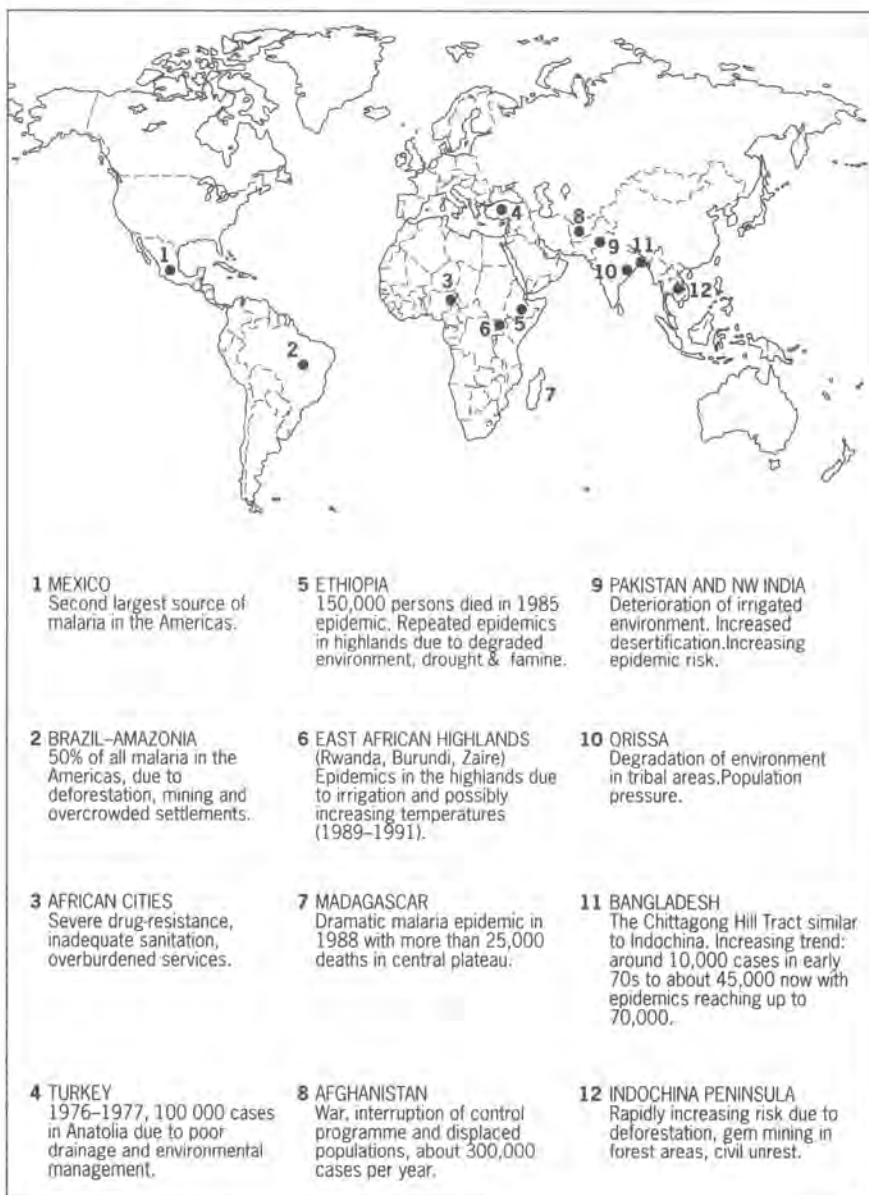 1
2
3
4
5
6
7
8
9
10
11
12
1 MEXICO
Second largest source of
malaria in the Americas.
2 BRAZIL–AMAZONIA
50% of all malaria in the
Americas, due to
deforestation, mining and
overcrowded settlements.
3 AFRICAN CITIES
Severe drug-resistance,
inadequate sanitation,
overburdened services.
4 TURKEY
1976–1977, 100 000 cases
in Anatolia due to poor
drainage and environmental
management.
5 ETHIOPIA
150,000 persons died in 1985
epidemic. Repeated epidemics
in highlands due to degraded
environment, drought & famine.
6 EAST AFRICAN HIGHLANDS
(Rwanda, Burundi, Zaire)
Epidemics in the highlands due
to irrigation and possibly
increasing temperatures
(1989–1991).
7 MADAGASCAR
Dramatic malaria epidemic in
1988 with more than 25,000
deaths in central plateau.
8 AFGHANISTAN
War, interruption of control
programme and displaced
populations, about 300,000
cases per year.
9 PAKISTAN AND NW INDIA
Deterioration of irrigated
environment. Increased
desertification.Increasing
epidemic risk.
10 ORISSA
Degradation of environment
in tribal areas.Population
pressure.
11 BANGLADESH
The Chittagong Hill Tract similar
to Indochina. Increasing trend:
around 10,000 cases in early
70s to about 45,000 now with
epidemics reaching up to
70,000.
12 INDOCHINA PENINSULA
Rapidly increasing risk due to
deforestation, gem mining in
forest areas, civil unrest.